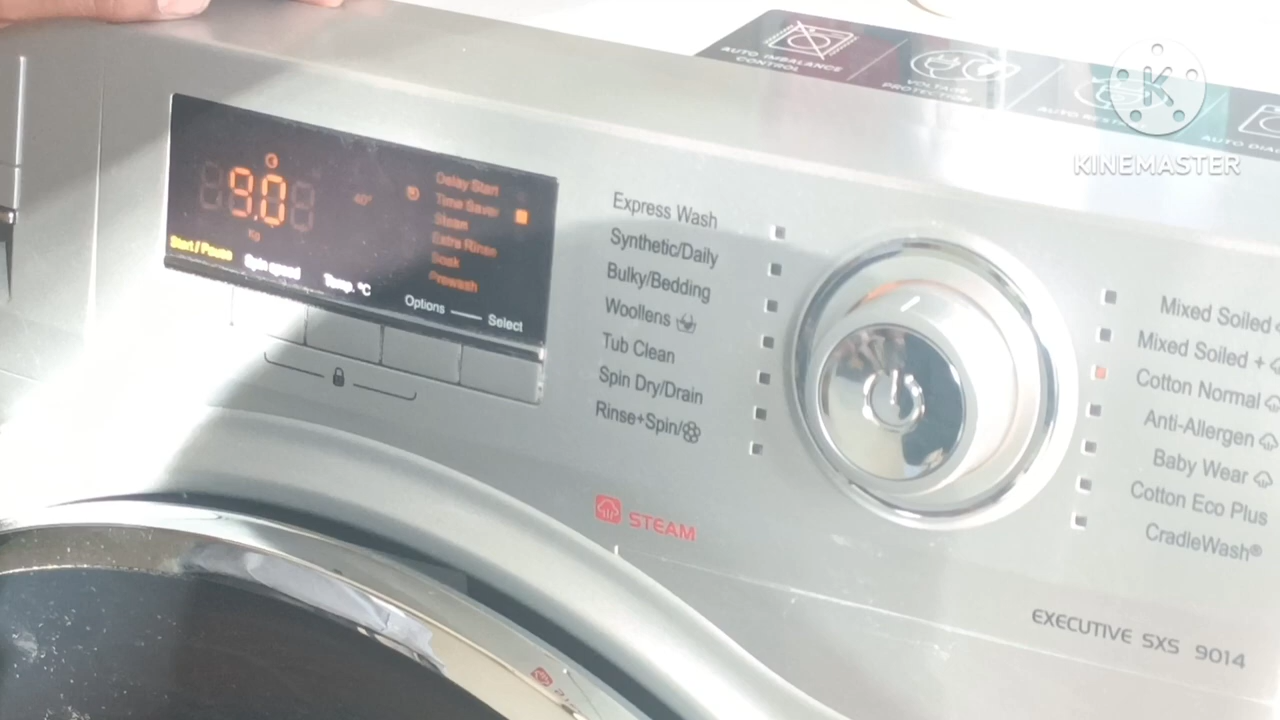 AUTO IMBALANCE
CONTROL
VOLTAGE
PROTECTION
KINEMASTER
9.0
Kg
40°
Delay Start
Time Saver
Steam
Extra Rinse
Soak
Prewash
Start / Pause
Spin speed
Temp. °C
Options
Select
Express Wash
Synthetic/Daily
Bulky/Bedding
Woollens
Tub Clean
Spin Dry/Drain
Rinse+Spin/
Mixed Soiled
Mixed Soiled +
Cotton Normal
Anti-Allergen
Baby Wear
Cotton Eco Plus
CradleWash®
STEAM
EXECUTIVE SXS 9014